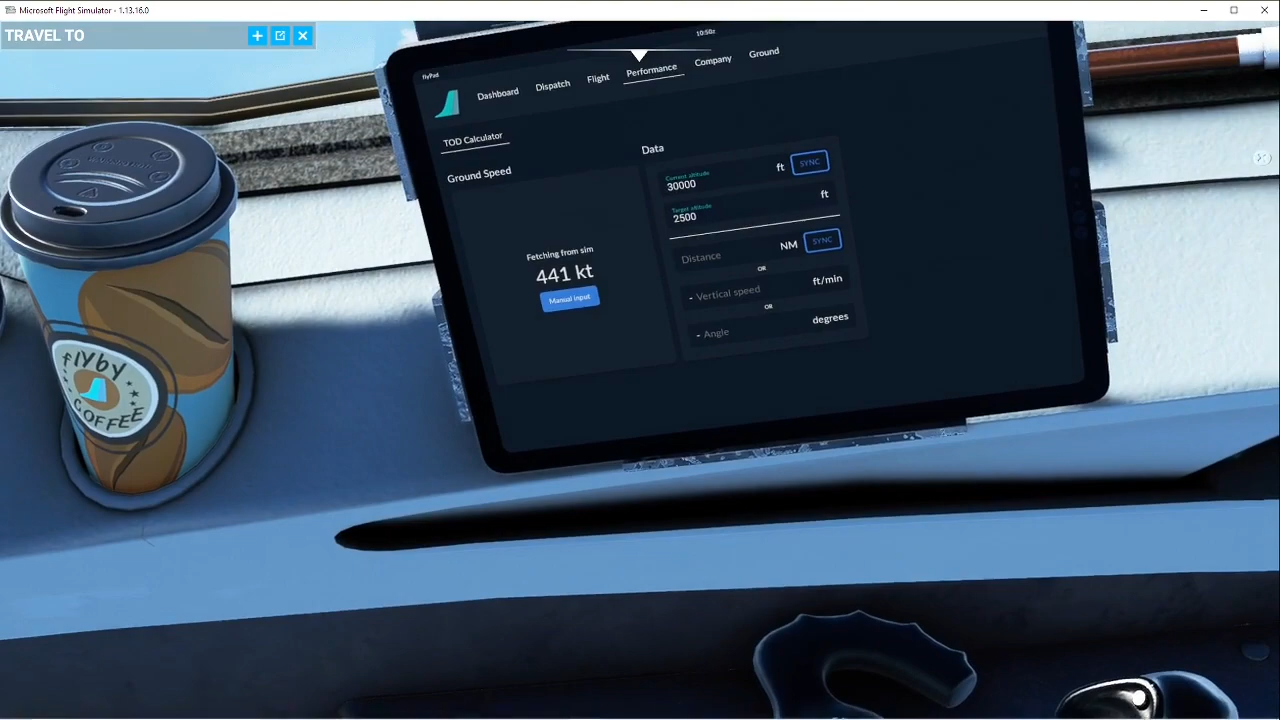 Microsoft Flight Simulator - 1.13.16.0
TRAVEL TO
flyPad
10:50z
Dashboard
Dispatch
Flight
Performance
Company
Ground
TOD Calculator
Ground Speed
Fetching from sim
441 kt
Manual input
Data
Current altitude
30000
ft
SYNC
Target altitude
2500
ft
Distance
NM
SYNC
OR
- Vertical speed
ft/min
OR
- Angle
degrees
flyby
COFFEE